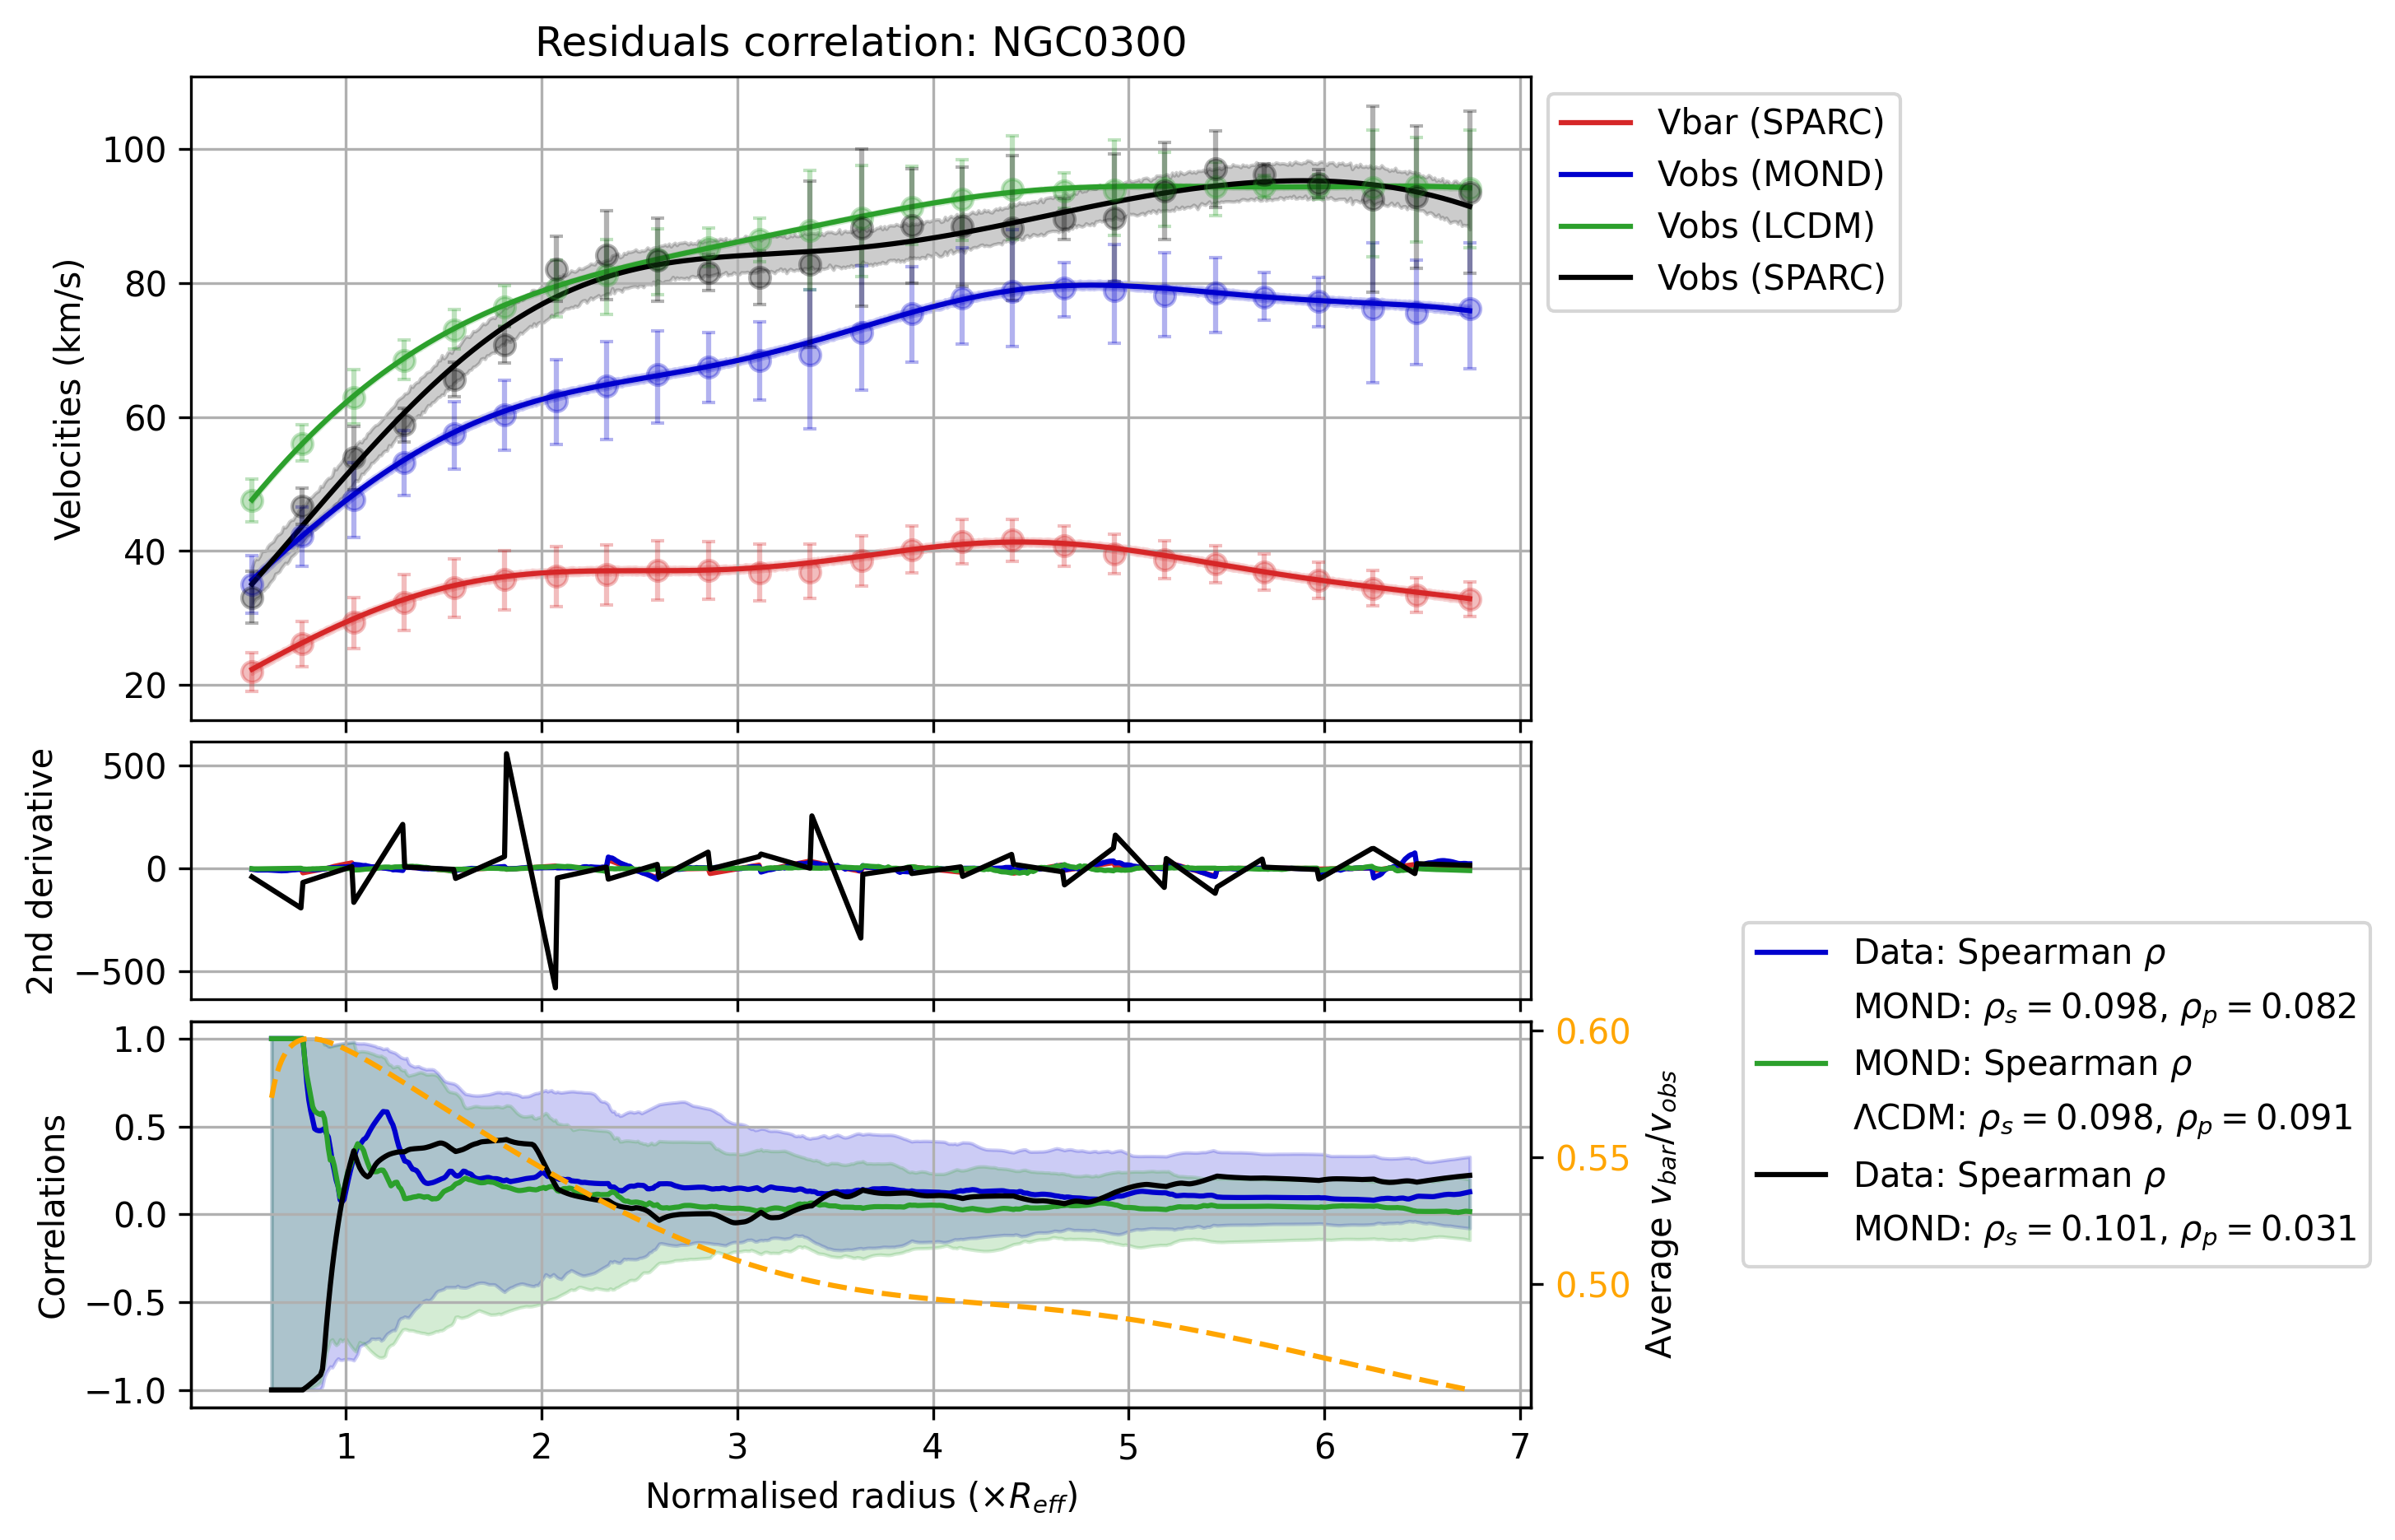 Residuals correlation: NGC0300
Velocities (km/s)
100
80
60
40
20
Vbar (SPARC)
Vobs (MOND)
Vobs (LCDM)
Vobs (SPARC)
2nd derivative
500
0
−500
Correlations
1.0
0.5
0.0
−0.5
−1.0
0.60
0.55
0.50
Average v_bar/v_obs
Data: Spearman ρ
MOND: ρ_s = 0.098, ρ_p = 0.082
MOND: Spearman ρ
ΛCDM: ρ_s = 0.098, ρ_p = 0.091
Data: Spearman ρ
MOND: ρ_s = 0.101, ρ_p = 0.031
1 2 3 4 5 6 7
Normalised radius (×R_eff)